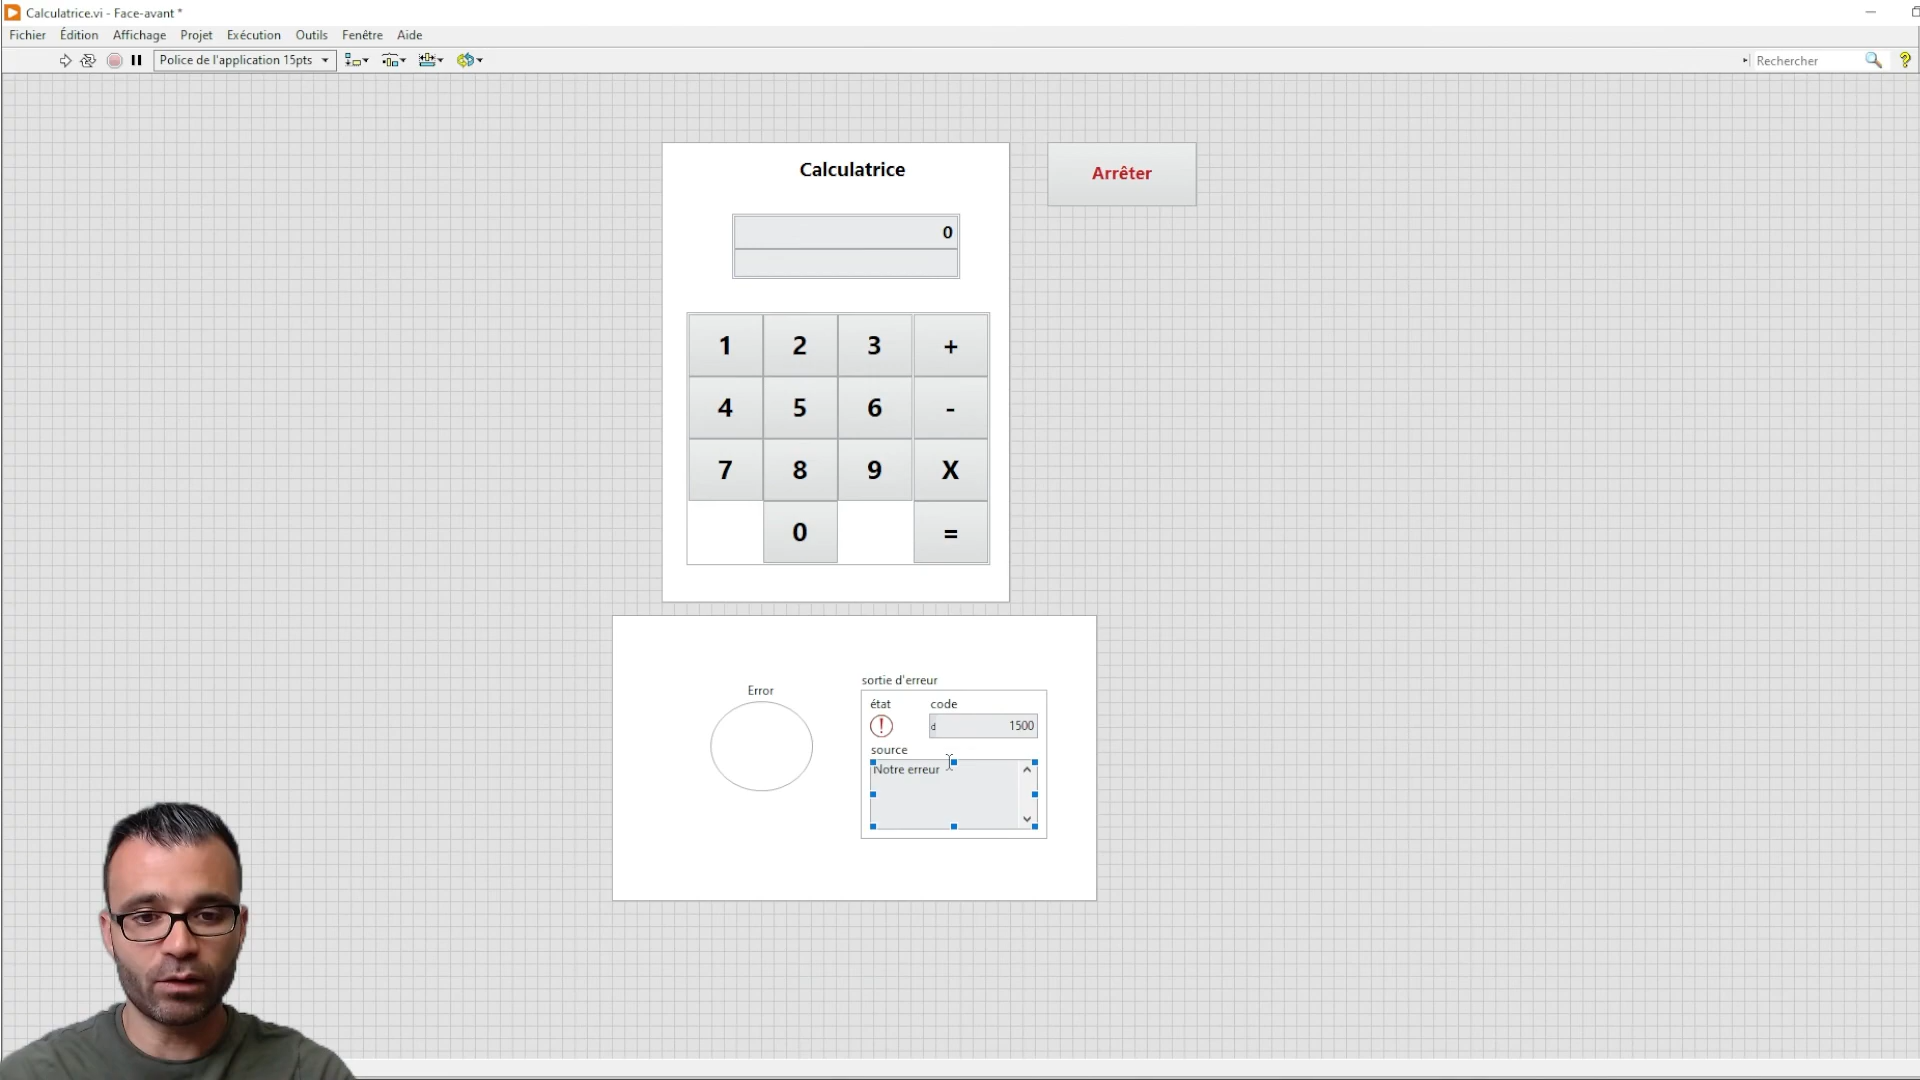 Calculatrice.vi - Face-avant *
Fichier Édition Affichage Projet Exécution Outils Fenêtre Aide
Police de l'application 15pts
Rechercher
?
Calculatrice
Arrêter
0
1 2 3 +
4 5 6 -
7 8 9 X
0 =
sortie d'erreur
Error
état code
! d 1500
source
Notre erreur